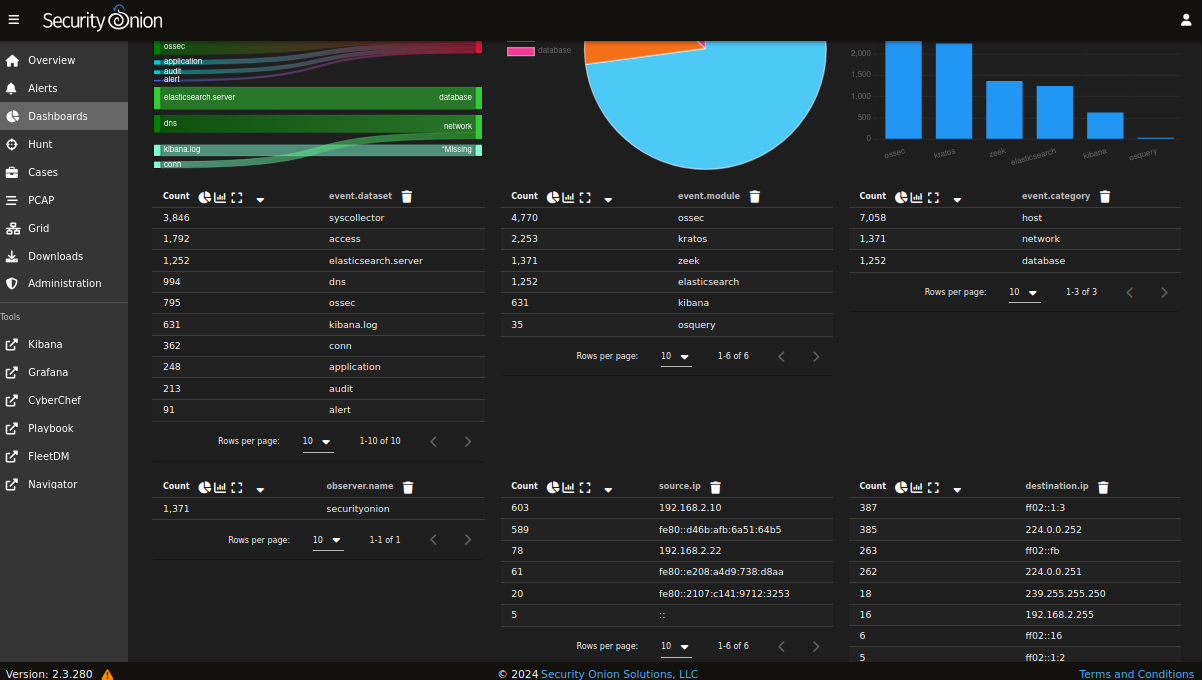 Security Onion
Overview
Alerts
Dashboards
Hunt
Cases
PCAP
Grid
Downloads
Administration
Tools
Kibana
Grafana
CyberChef
Playbook
FleetDM
Navigator
ossec
application
audit
alert
elasticsearch.server database
dns network
kibana.log *Missing
conn
database
2,000
1,500
1,000
500
0
ossec kratos zeek elasticsearch kibana osquery
Count event.dataset
3,846 syscollector
1,792 access
1,252 elasticsearch.server
994 dns
795 ossec
631 kibana.log
362 conn
248 application
213 audit
91 alert
Rows per page: 10 1-10 of 10
Count event.module
4,770 ossec
2,253 kratos
1,371 zeek
1,252 elasticsearch
631 kibana
35 osquery
Rows per page: 10 1-6 of 6
Count event.category
7,058 host
1,371 network
1,252 database
Rows per page: 10 1-3 of 3
Count observer.name
1,371 securityonion
Rows per page: 10 1-1 of 1
Count source.ip
603 192.168.2.10
589 fe80::d46b:afb:6a51:64b5
78 192.168.2.22
61 fe80::e208:a4d9:738:d8aa
20 fe80::2107:c141:9712:3253
5 ::
Rows per page: 10 1-6 of 6
Count destination.ip
387 ff02::1:3
385 224.0.0.252
263 ff02::fb
262 224.0.0.251
18 239.255.255.250
16 192.168.2.255
6 ff02::16
5 ff02::1:2
Version: 2.3.280
© 2024 Security Onion Solutions, LLC
Terms and Conditions